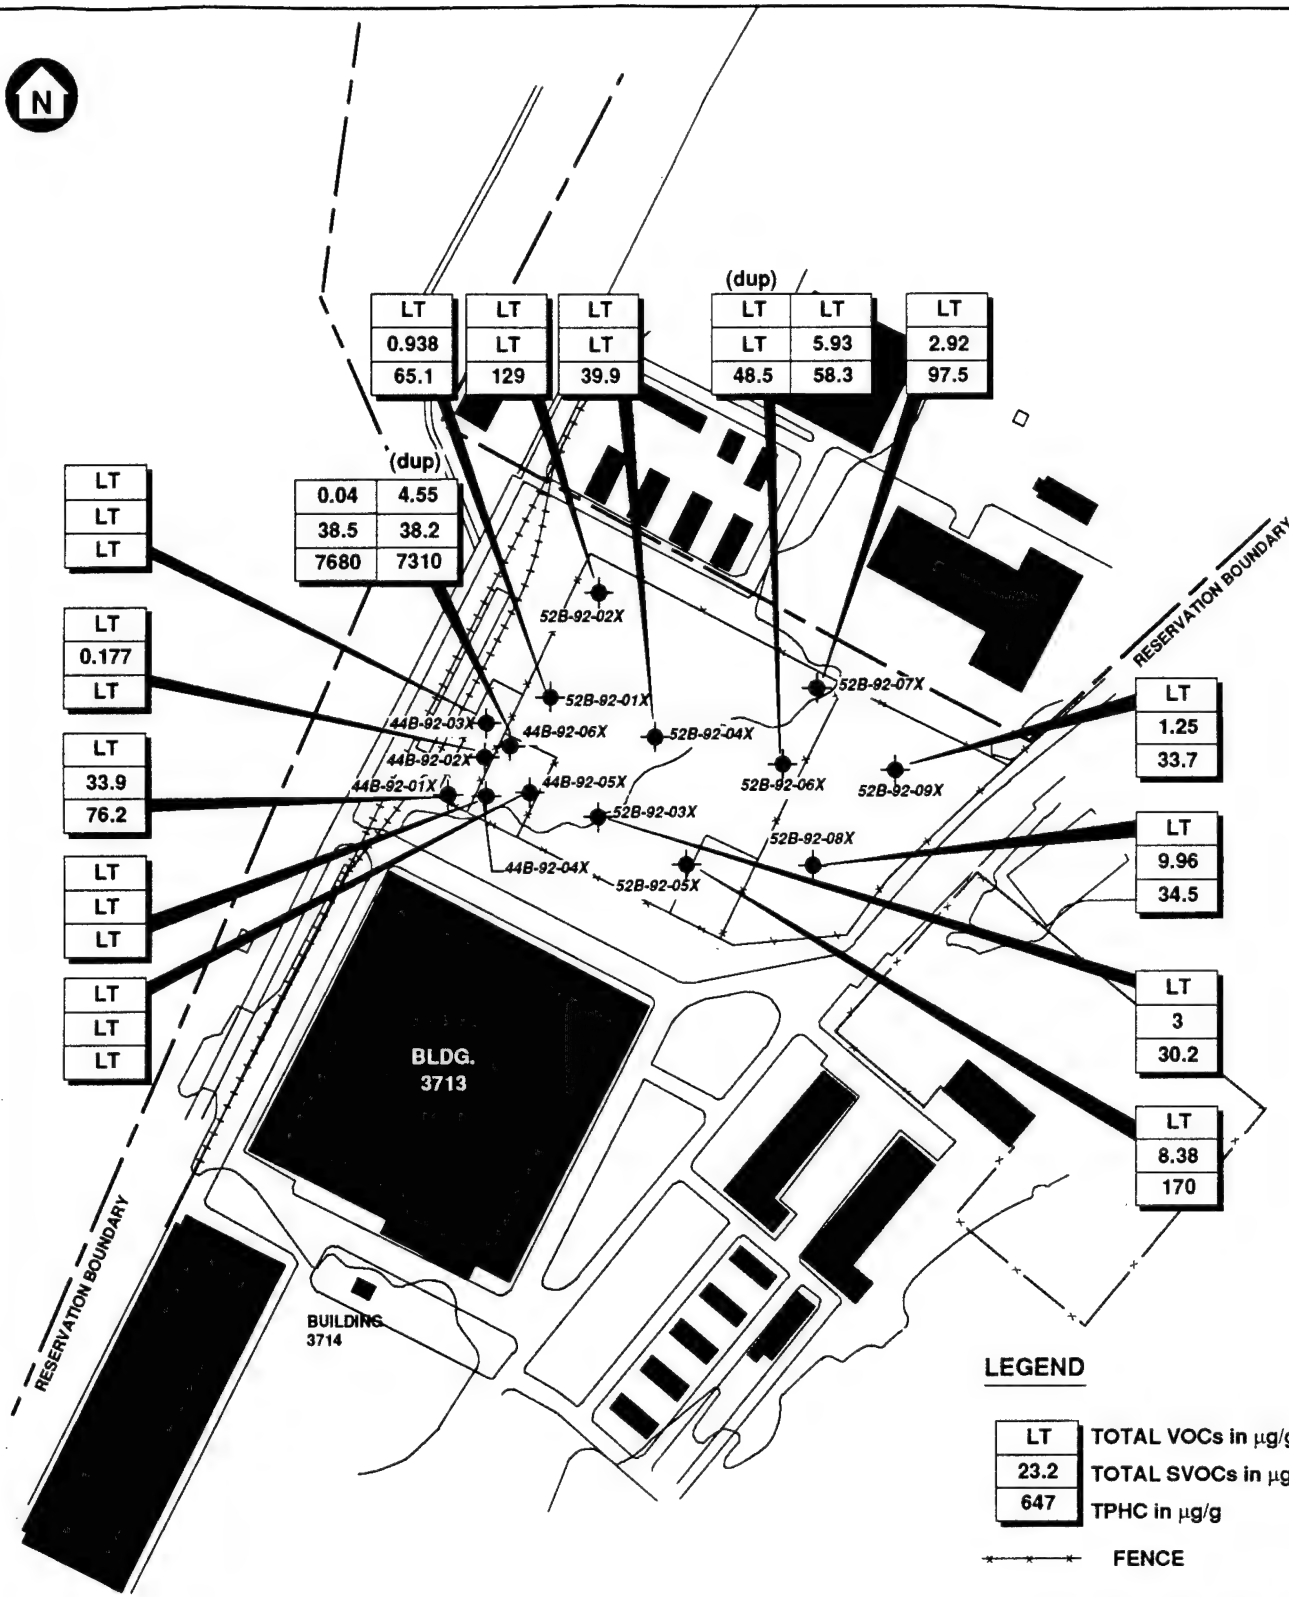 N
(dup)
LT
0.938
65.1
LT
LT
129
LT
LT
39.9
LT LT
LT 5.93
48.5 58.3
LT
2.92
97.5
(dup)
0.04 4.55
38.5 38.2
7680 7310
LT
LT
LT
LT
0.177
LT
LT
33.9
76.2
LT
LT
LT
LT
LT
LT
52B-92-02X
52B-92-01X
52B-92-07X
44B-92-03X
44B-92-06X
52B-92-04X
44B-92-02X
44B-92-01X
44B-92-05X
52B-92-06X
52B-92-09X
52B-92-03X
52B-92-08X
44B-92-04X
52B-92-05X
RESERVATION BOUNDARY
LT
1.25
33.7
LT
9.96
34.5
LT
3
30.2
LT
8.38
170
BLDG.
3713
RESERVATION BOUNDARY
BUILDING
3714
LEGEND
LT TOTAL VOCs in µg/g
23.2 TOTAL SVOCs in µg
647 TPHC in µg/g
FENCE